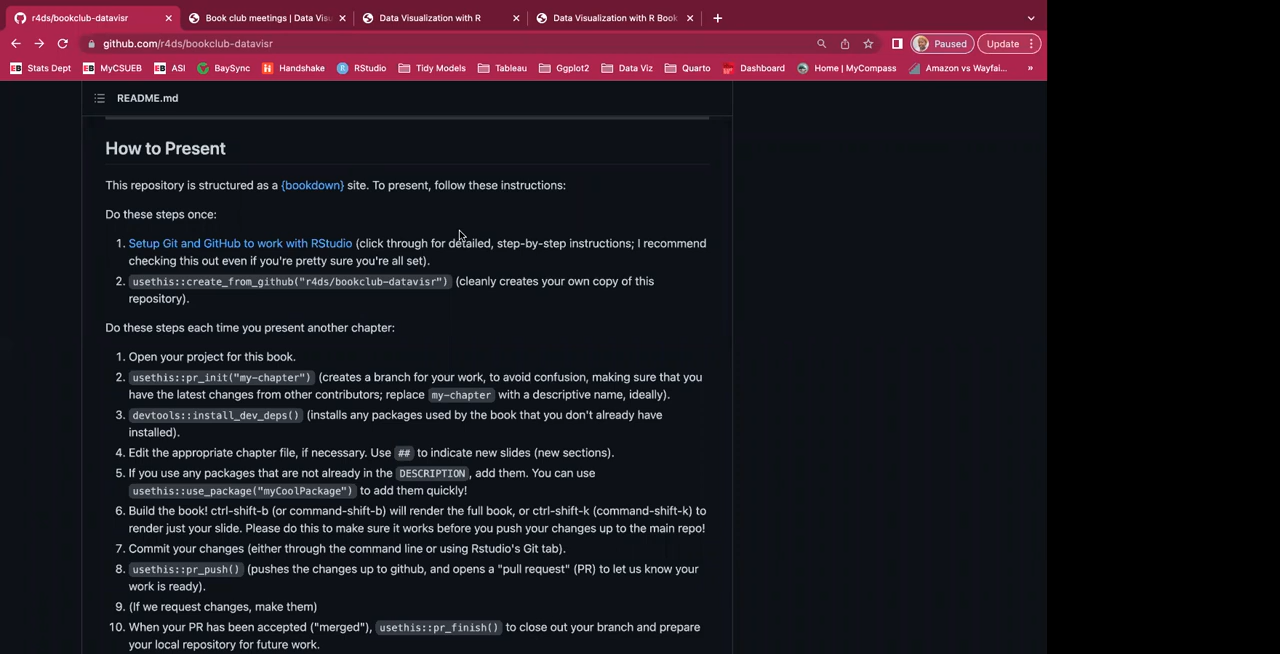 r4ds/bookclub-datavisr
Book club meetings | Data Visu
Data Visualization with R
Data Visualization with R Book
github.com/r4ds/bookclub-datavisr
Paused
Update
Stats Dept
MyCSUEB
ASI
BaySync
Handshake
RStudio
Tidy Models
Tableau
Ggplot2
Data Viz
Quarto
Dashboard
Home | MyCompass
Amazon vs Wayfai...
README.md
How to Present
This repository is structured as a {bookdown} site. To present, follow these instructions:
Do these steps once:
1. Setup Git and GitHub to work with RStudio (click through for detailed, step-by-step instructions; I recommend
checking this out even if you're pretty sure you're all set).
2. usethis::create_from_github("r4ds/bookclub-datavisr") (cleanly creates your own copy of this
repository).
Do these steps each time you present another chapter:
1. Open your project for this book.
2. usethis::pr_init("my-chapter") (creates a branch for your work, to avoid confusion, making sure that you
have the latest changes from other contributors; replace my-chapter with a descriptive name, ideally).
3. devtools::install_dev_deps() (installs any packages used by the book that you don't already have
installed).
4. Edit the appropriate chapter file, if necessary. Use ## to indicate new slides (new sections).
5. If you use any packages that are not already in the DESCRIPTION, add them. You can use
usethis::use_package("myCoolPackage") to add them quickly!
6. Build the book! ctrl-shift-b (or command-shift-b) will render the full book, or ctrl-shift-k (command-shift-k) to
render just your slide. Please do this to make sure it works before you push your changes up to the main repo!
7. Commit your changes (either through the command line or using Rstudio's Git tab).
8. usethis::pr_push() (pushes the changes up to github, and opens a "pull request" (PR) to let us know your
work is ready).
9. (If we request changes, make them)
10. When your PR has been accepted ("merged"), usethis::pr_finish() to close out your branch and prepare
your local repository for future work.